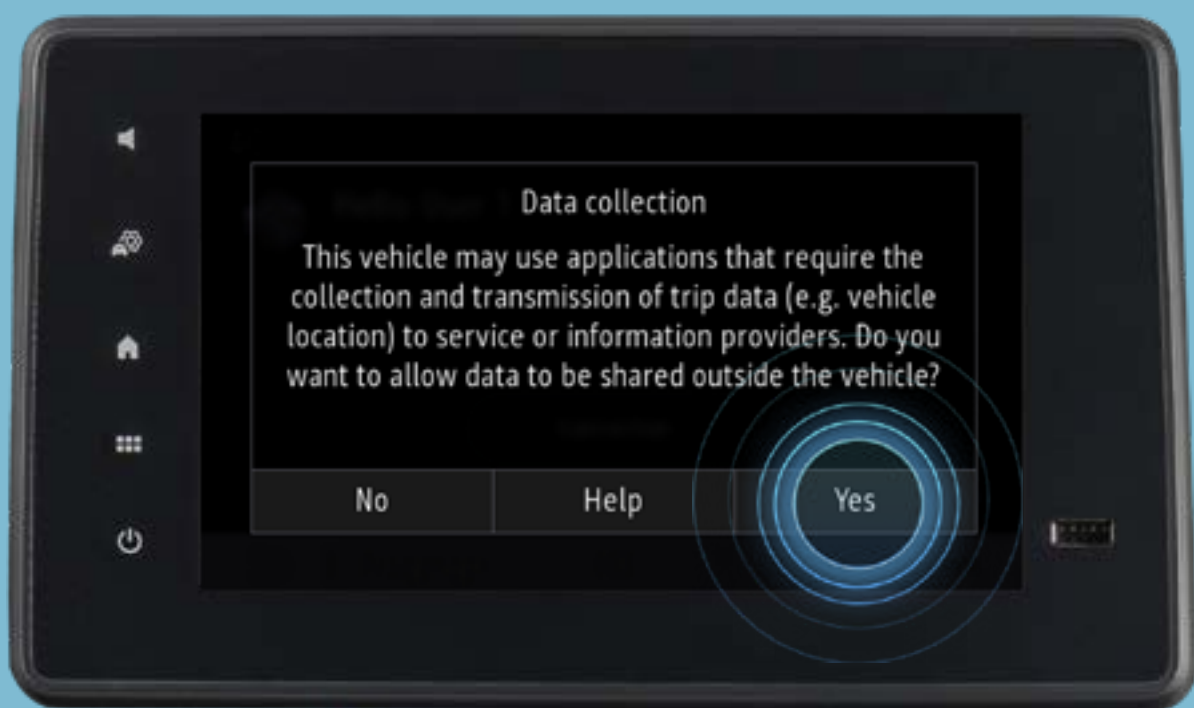 Data collection
This vehicle may use applications that require the
collection and transmission of trip data (e.g. vehicle
location) to service or information providers. Do you
want to allow data to be shared outside the vehicle?
No
Help
Yes